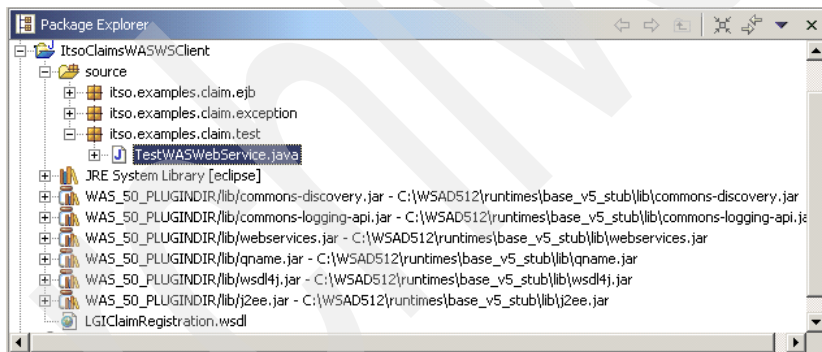 Package Explorer
ItsoClaimsWASWSClient
source
itso.examples.claim.ejb
itso.examples.claim.exception
itso.examples.claim.test
TestWASWebService.java
JRE System Library [eclipse]
WAS_50_PLUGINDIR/lib/commons-discovery.jar - C:\WSAD512\runtimes\base_v5_stub\lib\commons-discovery.jar
WAS_50_PLUGINDIR/lib/commons-logging-api.jar - C:\WSAD512\runtimes\base_v5_stub\lib\commons-logging-api.ja
WAS_50_PLUGINDIR/lib/webservices.jar - C:\WSAD512\runtimes\base_v5_stub\lib\webservices.jar
WAS_50_PLUGINDIR/lib/qname.jar - C:\WSAD512\runtimes\base_v5_stub\lib\qname.jar
WAS_50_PLUGINDIR/lib/wsdl4j.jar - C:\WSAD512\runtimes\base_v5_stub\lib\wsdl4j.jar
WAS_50_PLUGINDIR/lib/j2ee.jar - C:\WSAD512\runtimes\base_v5_stub\lib\j2ee.jar
LGIClaimRegistration.wsdl